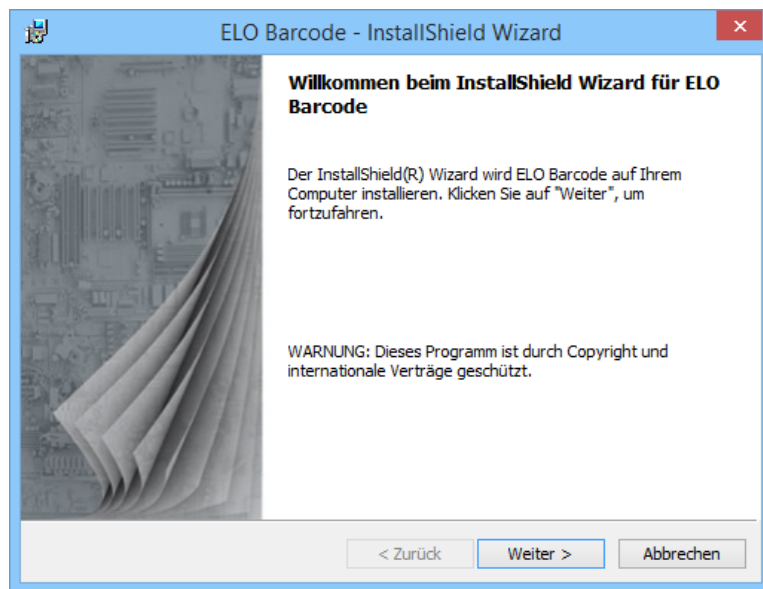 ELO Barcode - InstallShield Wizard
Willkommen beim InstallShield Wizard für ELO
Barcode
Der InstallShield(R) Wizard wird ELO Barcode auf Ihrem
Computer installieren. Klicken Sie auf "Weiter", um
fortzufahren.
WARNUNG: Dieses Programm ist durch Copyright und
internationale Verträge geschützt.
< Zurück
Weiter >
Abbrechen